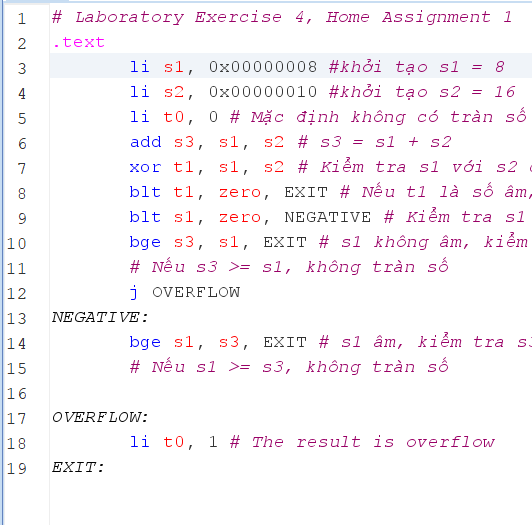 1 # Laboratory Exercise 4, Home Assignment 1
2 .text
3 li s1, 0x00000008 #khởi tạo s1 = 8
4 li s2, 0x00000010 #khởi tạo s2 = 16
5 li t0, 0 # Mặc định không có tràn số
6 add s3, s1, s2 # s3 = s1 + s2
7 xor t1, s1, s2 # Kiểm tra s1 với s2
8 blt t1, zero, EXIT # Nếu t1 là số âm,
9 blt s1, zero, NEGATIVE # Kiểm tra s1
10 bge s3, s1, EXIT # s1 không âm, kiểm
11 # Nếu s3 >= s1, không tràn số
12 j OVERFLOW
13 NEGATIVE:
14 bge s1, s3, EXIT # s1 âm, kiểm tra s3
15 # Nếu s1 >= s3, không tràn số
16
17 OVERFLOW:
18 li t0, 1 # The result is overflow
19 EXIT: